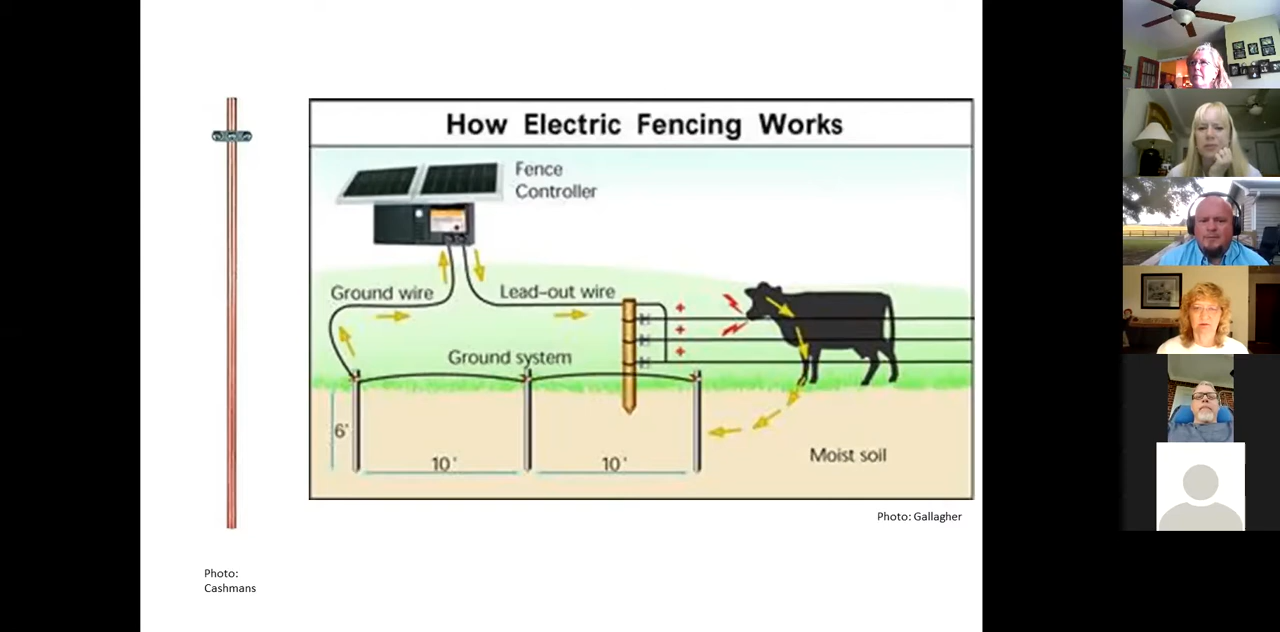 How Electric Fencing Works
Fence
Controller
Ground wire
Lead-out wire
Ground system
6'
10'
10'
Moist soil
Photo: Gallagher
Photo:
Cashmans